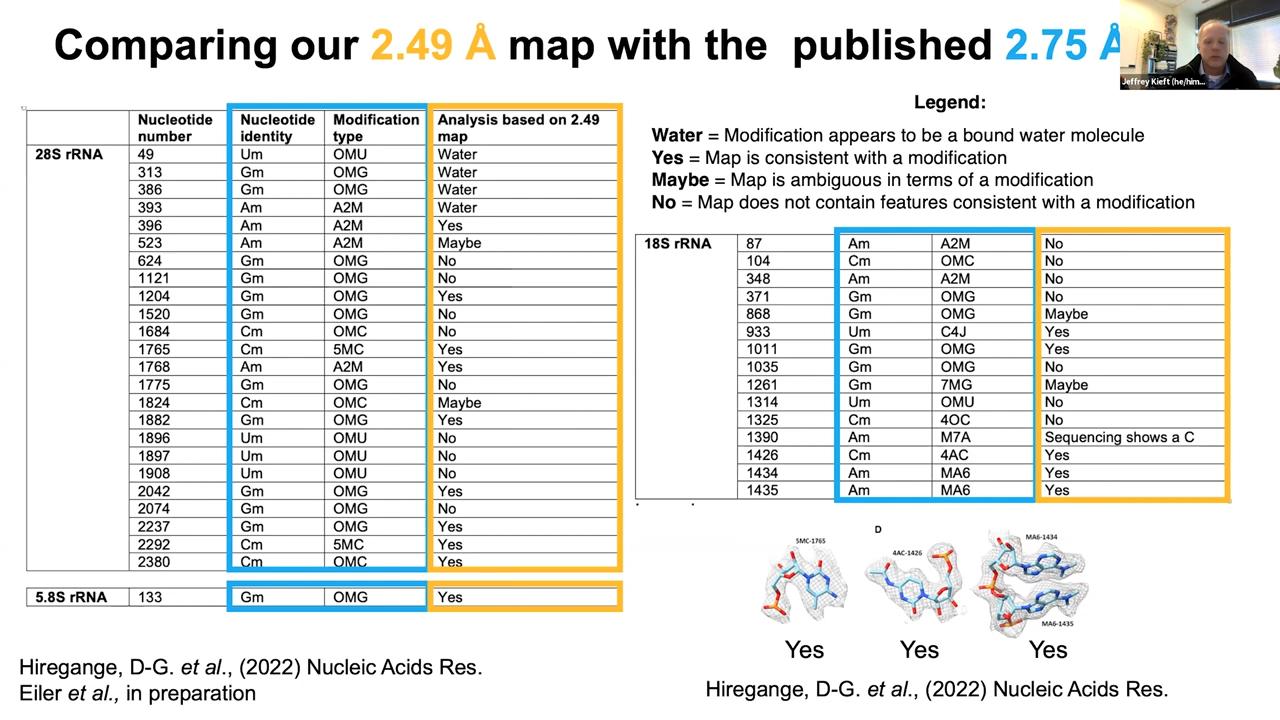 Comparing our 2.49 Å map with the published 2.75 Å
Jeffrey Kieft (he/him...
Nucleotide number Nucleotide identity Modification type Analysis based on 2.49 map
28S rRNA 49 Um OMU Water
313 Gm OMG Water
386 Gm OMG Water
393 Am A2M Water
396 Am A2M Yes
523 Am A2M Maybe
624 Gm OMG No
1121 Gm OMG No
1204 Gm OMG Yes
1520 Gm OMG No
1684 Cm OMC No
1765 Cm 5MC Yes
1768 Am A2M Yes
1775 Gm OMG No
1824 Cm OMC Maybe
1882 Gm OMG Yes
1896 Um OMU No
1897 Um OMU No
1908 Um OMU No
2042 Gm OMG Yes
2074 Gm OMG No
2237 Gm OMG Yes
2292 Cm 5MC Yes
2380 Cm OMC Yes
5.8S rRNA 133 Gm OMG Yes
Hiregange, D-G. et al., (2022) Nucleic Acids Res.
Eiler et al., in preparation
Legend:
Water = Modification appears to be a bound water molecule
Yes = Map is consistent with a modification
Maybe = Map is ambiguous in terms of a modification
No = Map does not contain features consistent with a modification
18S rRNA 87 Am A2M No
104 Cm OMC No
348 Am A2M No
371 Gm OMG No
868 Gm OMG Maybe
933 Um C4J Yes
1011 Gm OMG Yes
1035 Gm OMG No
1261 Gm 7MG Maybe
1314 Um OMU No
1325 Cm 4OC No
1390 Am M7A Sequencing shows a C
1426 Cm 4AC Yes
1434 Am MA6 Yes
1435 Am MA6 Yes
D
5MC-1765
4AC-1426
MA6-1434
MA6-1435
Yes Yes Yes
Hiregange, D-G. et al., (2022) Nucleic Acids Res.